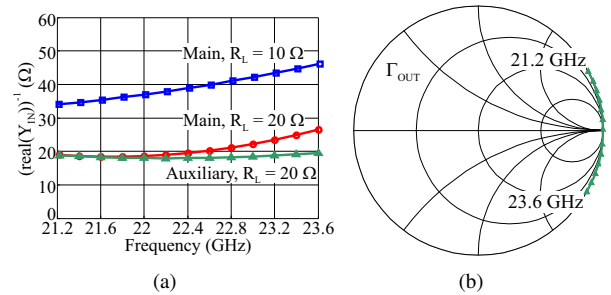 60
50
40
30
20
10
0
(real(Y_IN))^-1 (Ω)
Main, R_L = 10 Ω
Main, R_L = 20 Ω
Auxiliary, R_L = 20 Ω
21.2 21.6 22.0 22.4 22.8 23.2 23.6
Frequency (GHz)
(a)
21.2 GHz
Γ_OUT
23.6 GHz
(b)